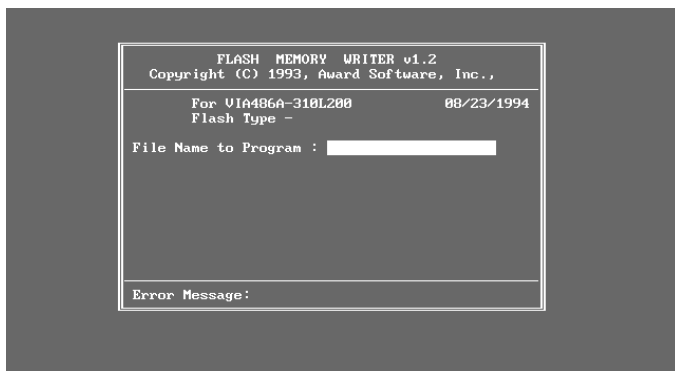 FLASH MEMORY WRITER v1.2
Copyright (C) 1993, Award Software, Inc.,
For VIA486A-310L200 08/23/1994
Flash Type -
File Name to Program :
Error Message: